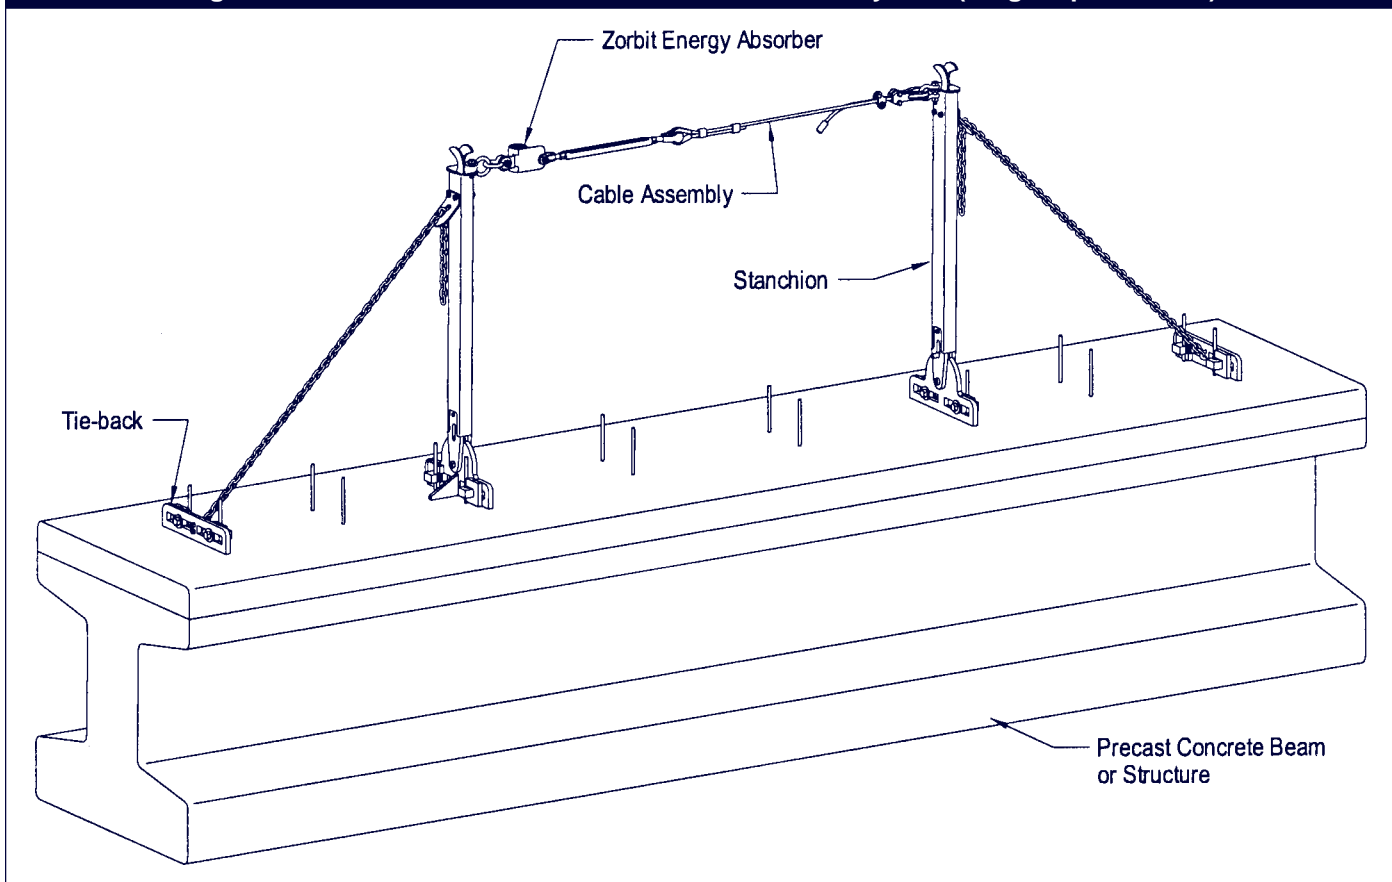 Zorbit Energy Absorber
Cable Assembly
Stanchion
Tie-back
Precast Concrete Beam
or Structure